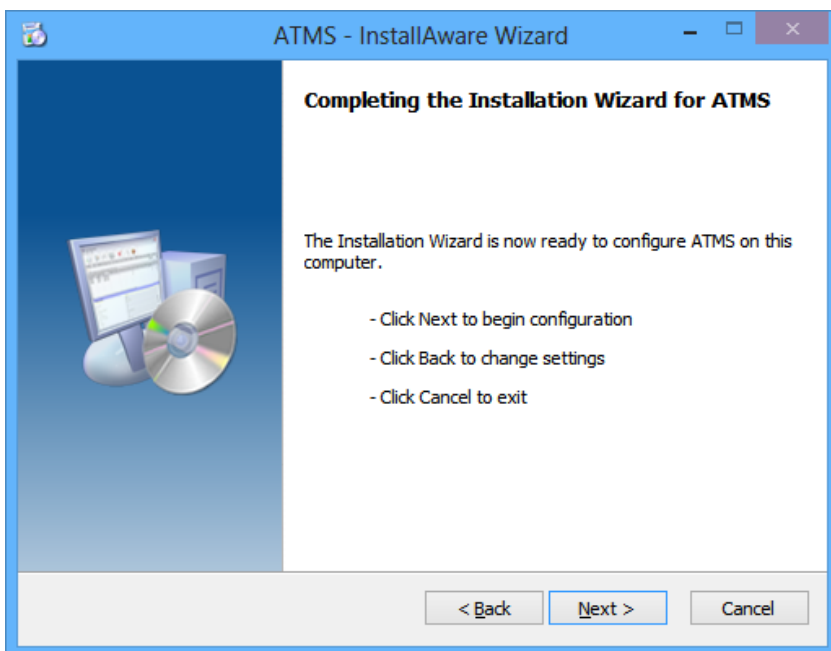 ATMS - InstallAware Wizard
Completing the Installation Wizard for ATMS
The Installation Wizard is now ready to configure ATMS on this
computer.
- Click Next to begin configuration
- Click Back to change settings
- Click Cancel to exit
< Back
Next >
Cancel